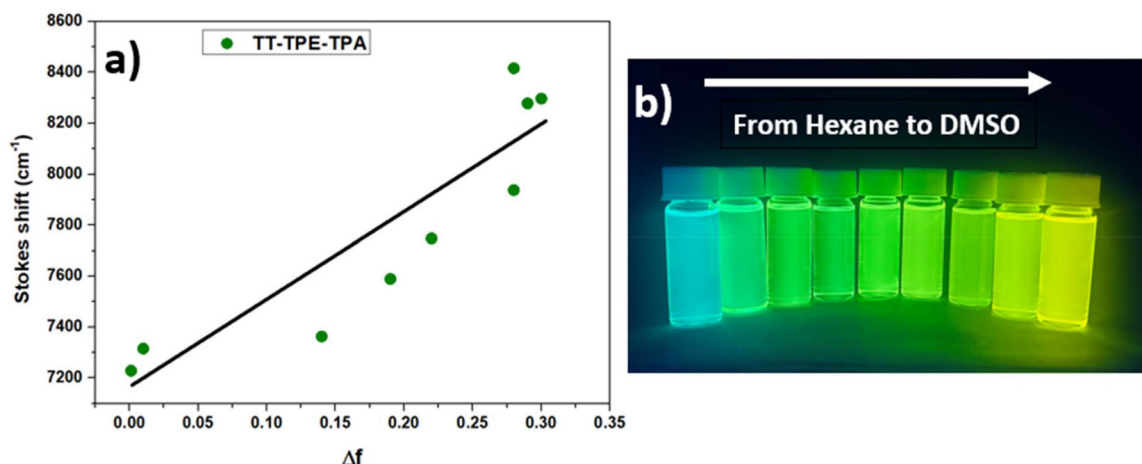 a)
TT-TPE-TPA
Stokes shift (cm-1)
8600
8400
8200
8000
7800
7600
7400
7200
0.00 0.05 0.10 0.15 0.20 0.25 0.30 0.35
Δf
b)
From Hexane to DMSO